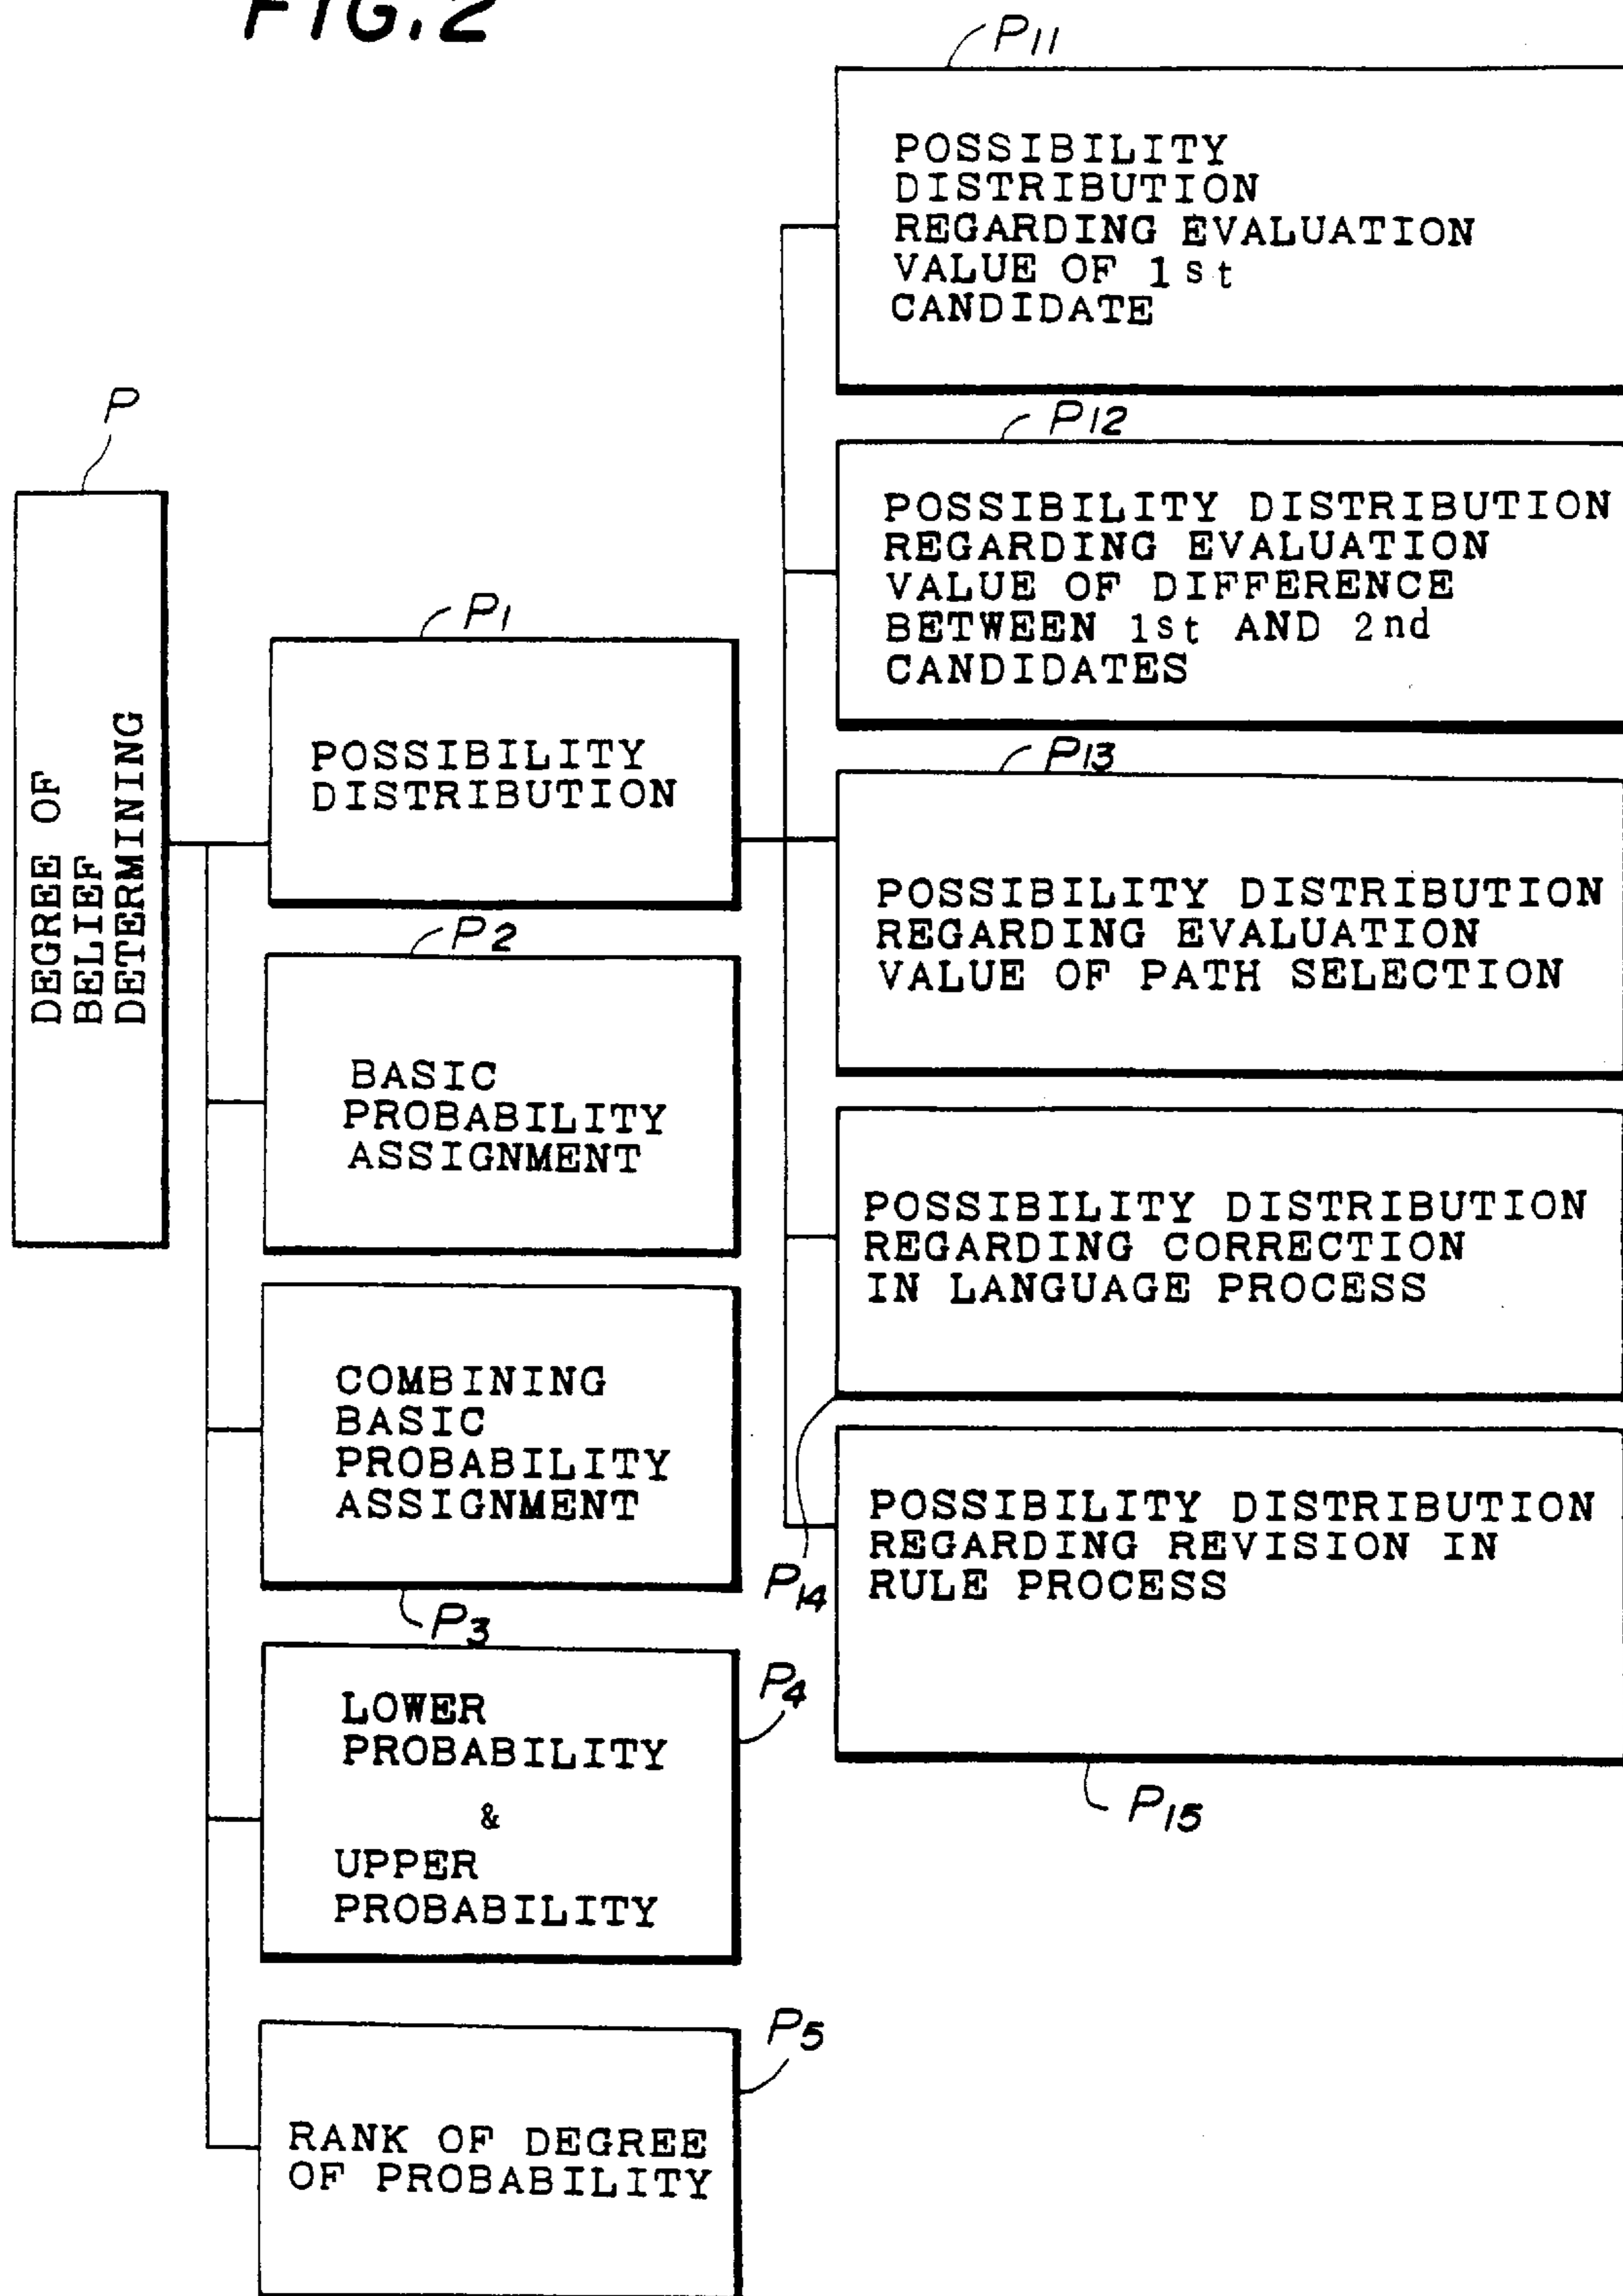 FIG.2
P
DEGREE OF
BELIEF
DETERMINING
P1
POSSIBILITY
DISTRIBUTION
P2
BASIC
PROBABILITY
ASSIGNMENT
COMBINING
BASIC
PROBABILITY
ASSIGNMENT
P3
LOWER
PROBABILITY
&
UPPER
PROBABILITY
P4
RANK OF DEGREE
OF PROBABILITY
P5
P11
POSSIBILITY
DISTRIBUTION
REGARDING EVALUATION
VALUE OF 1st
CANDIDATE
P12
POSSIBILITY DISTRIBUTION
REGARDING EVALUATION
VALUE OF DIFFERENCE
BETWEEN 1st AND 2nd
CANDIDATES
P13
POSSIBILITY DISTRIBUTION
REGARDING EVALUATION
VALUE OF PATH SELECTION
POSSIBILITY DISTRIBUTION
REGARDING CORRECTION
IN LANGUAGE PROCESS
P14
POSSIBILITY DISTRIBUTION
REGARDING REVISION IN
RULE PROCESS
P15